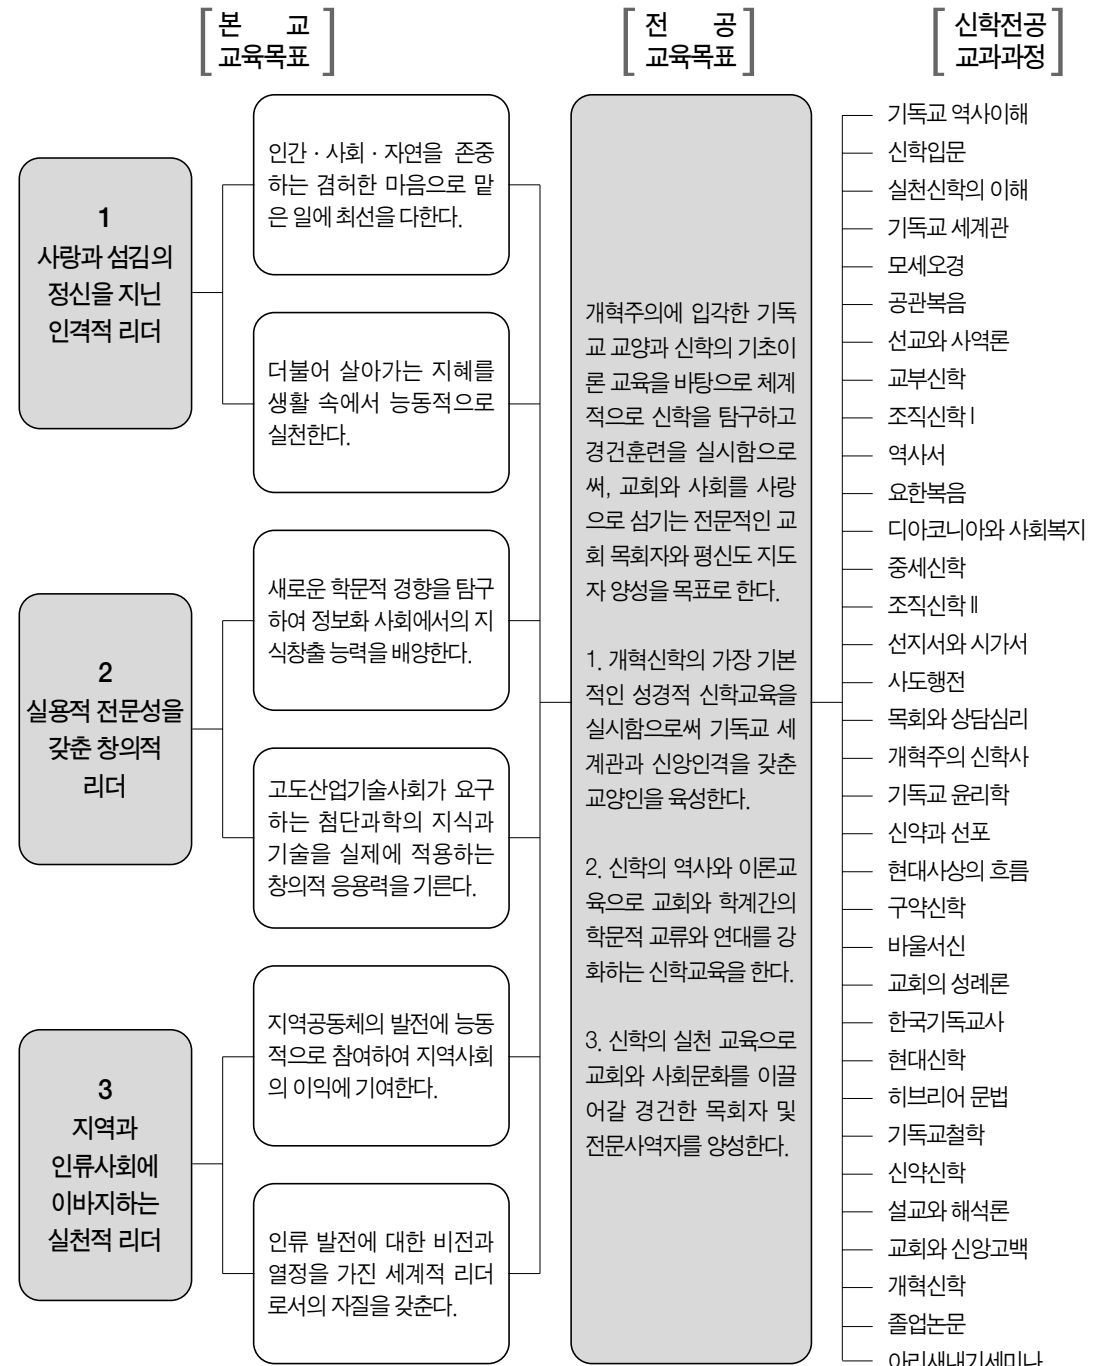 본 교
교육목표
전 공
교육목표
신학전공
교과과정
1
사랑과 섬김의
정신을 지닌
인격적 리더
인간 · 사회 · 자연을 존중
하는 겸허한 마음으로 맡
은 일에 최선을 다한다.
더불어 살아가는 지혜를
생활 속에서 능동적으로
실천한다.
2
실용적 전문성을
갖춘 창의적
리더
새로운 학문적 경향을 탐구
하여 정보화 사회에서의 지
식창출 능력을 배양한다.
고도산업기술사회가 요구
하는 첨단과학의 지식과
기술을 실제에 적용하는
창의적 응용력을 기른다.
3
지역과
인류사회에
이바지하는
실천적 리더
지역공동체의 발전에 능동
적으로 참여하여 지역사회
의 이익에 기여한다.
인류 발전에 대한 비전과
열정을 가진 세계적 리더
로서의 자질을 갖춘다.
개혁주의에 입각한 기독
교 교양과 신학의 기초이
론 교육을 바탕으로 체계
적으로 신학을 탐구하고
경건훈련을 실시함으로
써, 교회와 사회를 사랑
으로 섬기는 전문적인 교
회 목회자와 평신도 지도
자 양성을 목표로 한다.
1. 개혁신학의 가장 기본
적인 성경적 신학교육을
실시함으로써 기독교 세
계관과 신앙인격을 갖춘
교양인을 육성한다.
2. 신학의 역사와 이론교
육으로 교회와 학계간의
학문적 교류와 연대를 강
화하는 신학교육을 한다.
3. 신학의 실천 교육으로
교회와 사회문화를 이끌
어갈 경건한 목회자 및
전문사역자를 양성한다.
기독교 역사이해
신학입문
실천신학의 이해
기독교 세계관
모세오경
공관복음
선교와 사역론
교부신학
조직신학 Ⅰ
역사서
요한복음
디아코니아와 사회복지
중세신학
조직신학 Ⅱ
선지서와 시가서
사도행전
목회와 상담심리
개혁주의 신학사
기독교 윤리학
신약과 선포
현대사상의 흐름
구약신학
바울서신
교회의 성례론
한국기독교사
현대신학
히브리어 문법
기독교철학
신약신학
설교와 해석론
교회와 신앙고백
개혁신학
졸업논문
아리새내기세미나